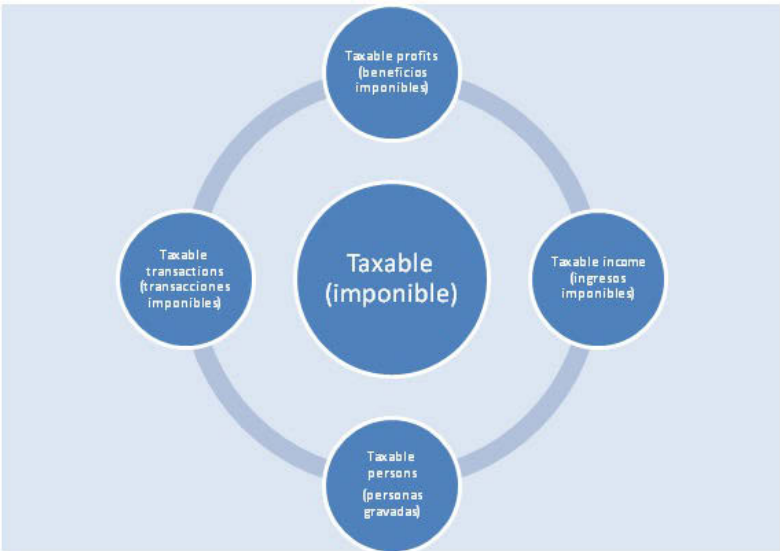 Taxable profits
(beneficios
imponibles)
Taxable
transactions
(transacciones
imponibles)
Taxable
(imponible)
Taxable income
(ingresos
imponibles)
Taxable
persons
(personas
gravadas)